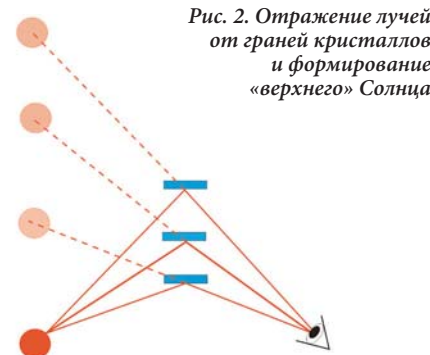 Рис. 2. Отражение лучей
от граней кристаллов
и формирование
«верхнего» Солнца